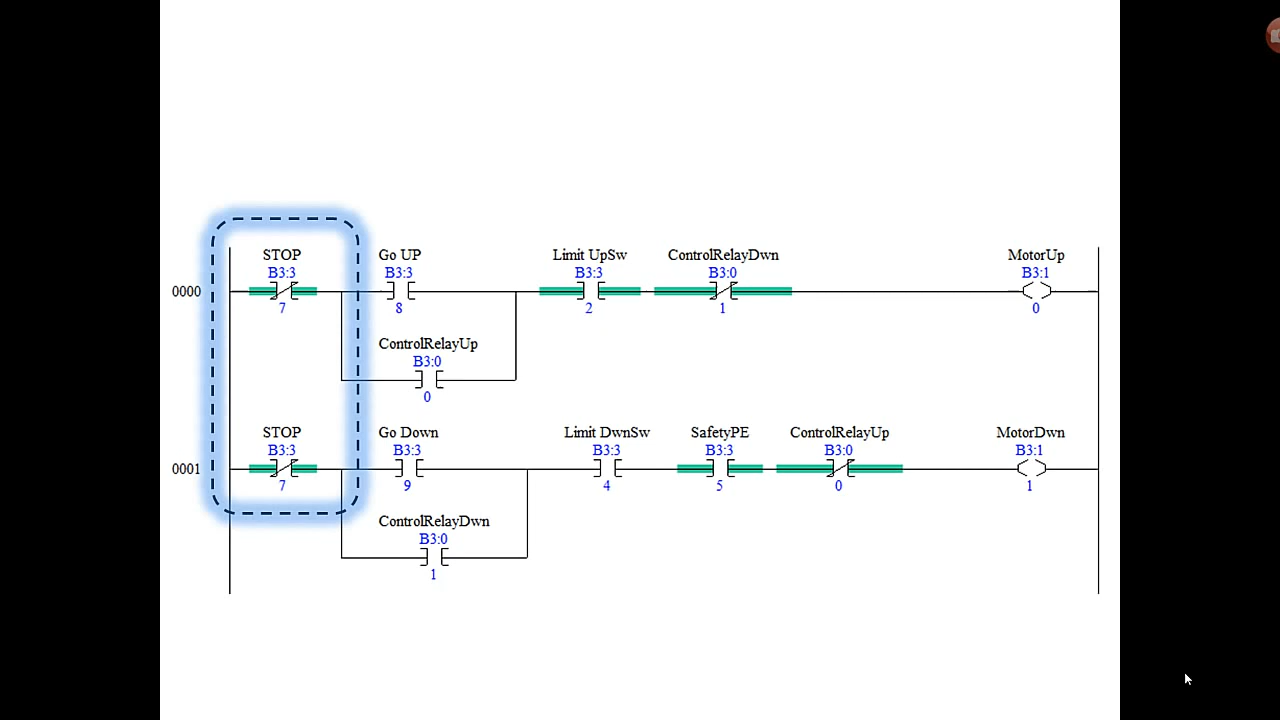 STOP Go UP Limit UpSw ControlRelayDwn MotorUp
B3:3 B3:3 B3:3 B3:0 B3:1
0000
7 8 2 1 0
ControlRelayUp
B3:0
0
STOP Go Down Limit DwnSw SafetyPE ControlRelayUp MotorDwn
B3:3 B3:3 B3:3 B3:3 B3:0 B3:1
0001
7 9 4 5 0 1
ControlRelayDwn
B3:0
1